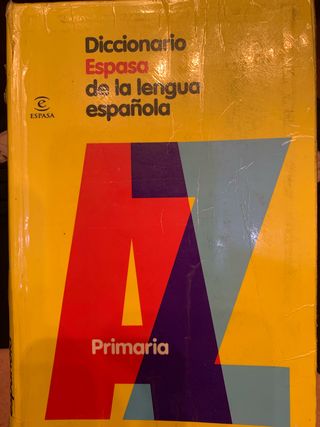 Diccionario
Espasa
de la lengua
española
e
ESPASA
AZ
Primaria